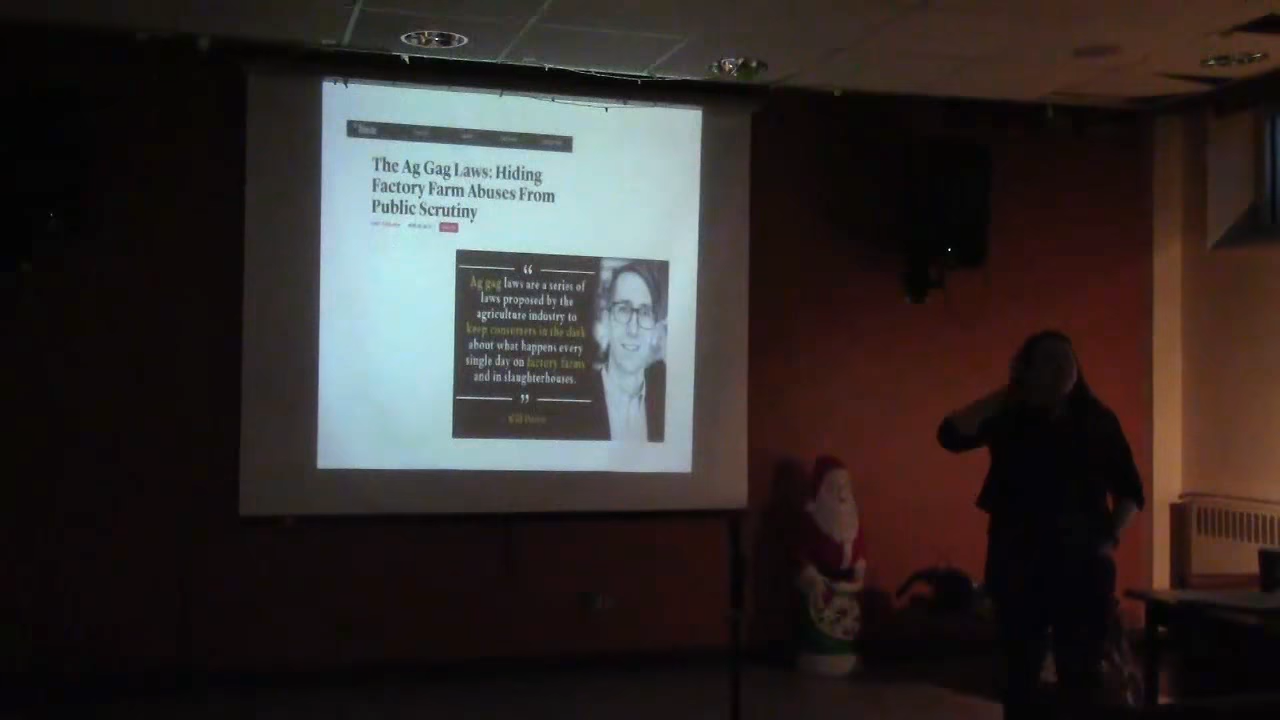 The Ag Gag Laws: Hiding
Factory Farm Abuses From
Public Scrutiny
“
Ag gag laws are a series of
laws proposed by the
agriculture industry to
keep consumers in the dark
about what happens every
single day on factory farms
and in slaughterhouses.
”